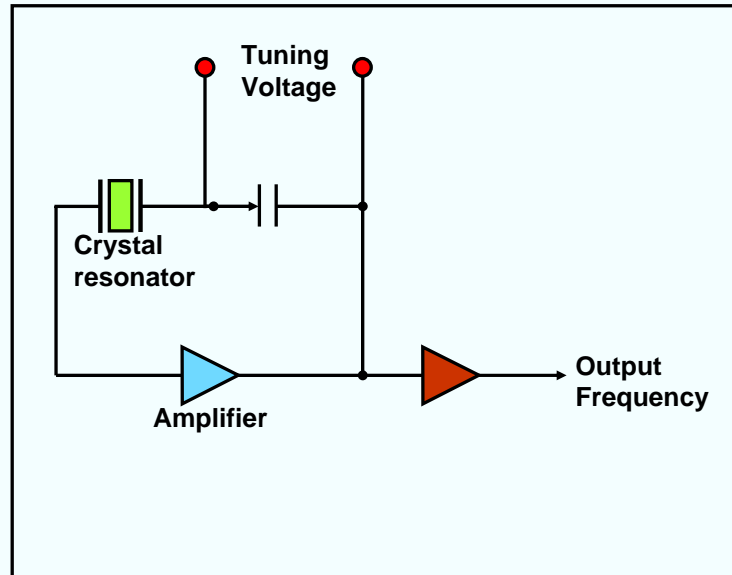 Tuning
Voltage
Crystal
resonator
Amplifier
Output
Frequency